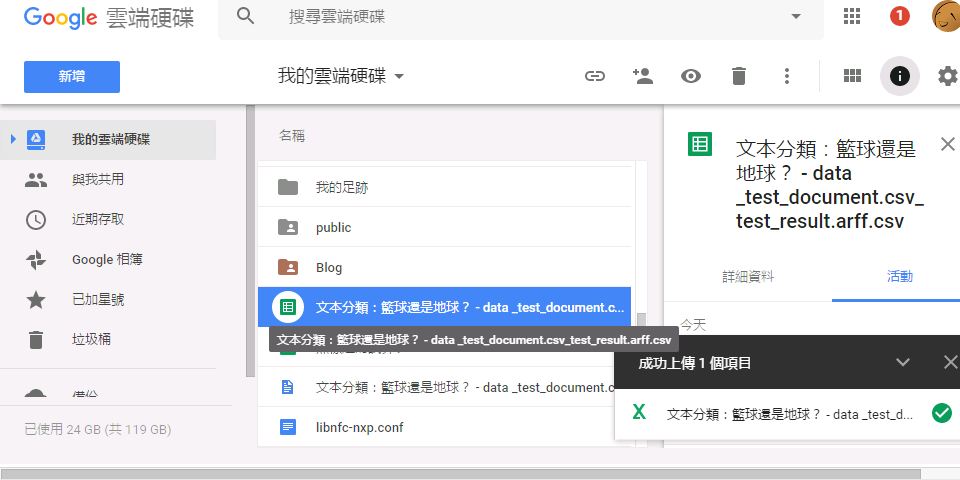 Google 雲端硬碟
搜尋雲端硬碟
1
新增
我的雲端硬碟
我的雲端硬碟
與我共用
近期存取
Google 相簿
已加星號
垃圾桶
備份
已使用 24 GB (共 119 GB)
名稱
我的足跡
public
Blog
文本分類：籃球還是地球？ - data _test_document.c...
文本分類：籃球還是地球？ - data _test_document.csv_test_result.arff.csv
文本分類：籃球還是地球？ - data _test_document.c
libnfc-nxp.conf
文本分類：籃球還是
地球？ - data
_test_document.csv_
test_result.arff.csv
詳細資料
活動
今天
成功上傳 1 個項目
文本分類：籃球還是地球？ - data _test_d...